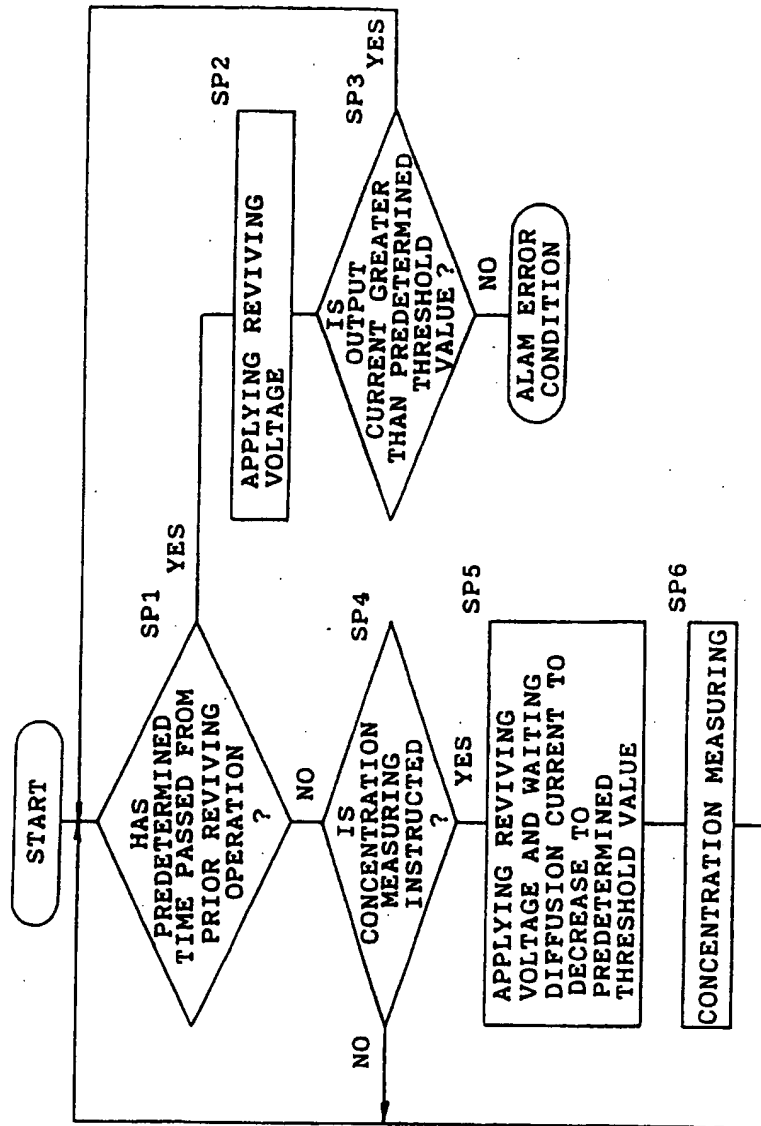 START
HAS
PREDETERMINED
TIME PASSED FROM
PRIOR REVIVING
OPERATION
?
SP1
YES
NO
APPLYING REVIVING
VOLTAGE
SP2
IS
OUTPUT
CURRENT GREATER
THAN PREDETERMINED
THRESHOLD
VALUE ?
SP3
YES
NO
ALAM ERROR
CONDITION
IS
CONCENTRATION
MEASURING
INSTRUCTED
?
SP4
NO
YES
APPLYING REVIVING
VOLTAGE AND WAITING
DIFFUSION CURRENT TO
DECREASE TO
PREDETERMINED
THRESHOLD VALUE
SP5
CONCENTRATION MEASURING
SP6